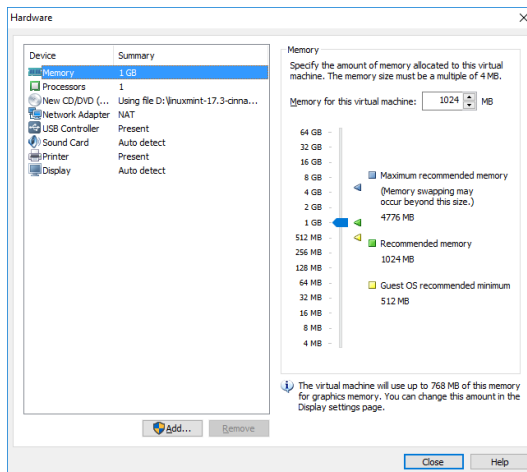 Hardware
Device Summary
Memory 1 GB
Processors 1
New CD/DVD (... Using file D:\linuxmint-17.3-cinna...
Network Adapter NAT
USB Controller Present
Sound Card Auto detect
Printer Present
Display Auto detect
Add... Remove
Memory
Specify the amount of memory allocated to this virtual
machine. The memory size must be a multiple of 4 MB.
Memory for this virtual machine: 1024 MB
64 GB
32 GB
16 GB
8 GB
4 GB
2 GB
1 GB
512 MB
256 MB
128 MB
64 MB
32 MB
16 MB
8 MB
4 MB
Maximum recommended memory
(Memory swapping may
occur beyond this size.)
4776 MB
Recommended memory
1024 MB
Guest OS recommended minimum
512 MB
The virtual machine will use up to 768 MB of this memory
for graphics memory. You can change this amount in the
Display settings page.
Close Help